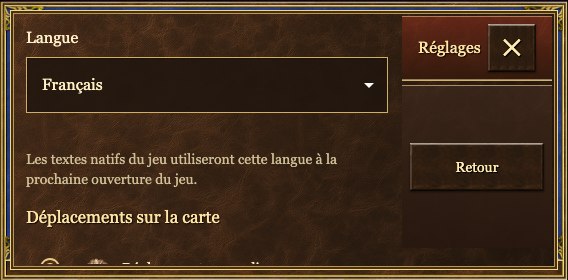 Langue
Réglages
Français
Les textes natifs du jeu utiliseront cette langue à la
prochaine ouverture du jeu.
Retour
Déplacements sur la carte